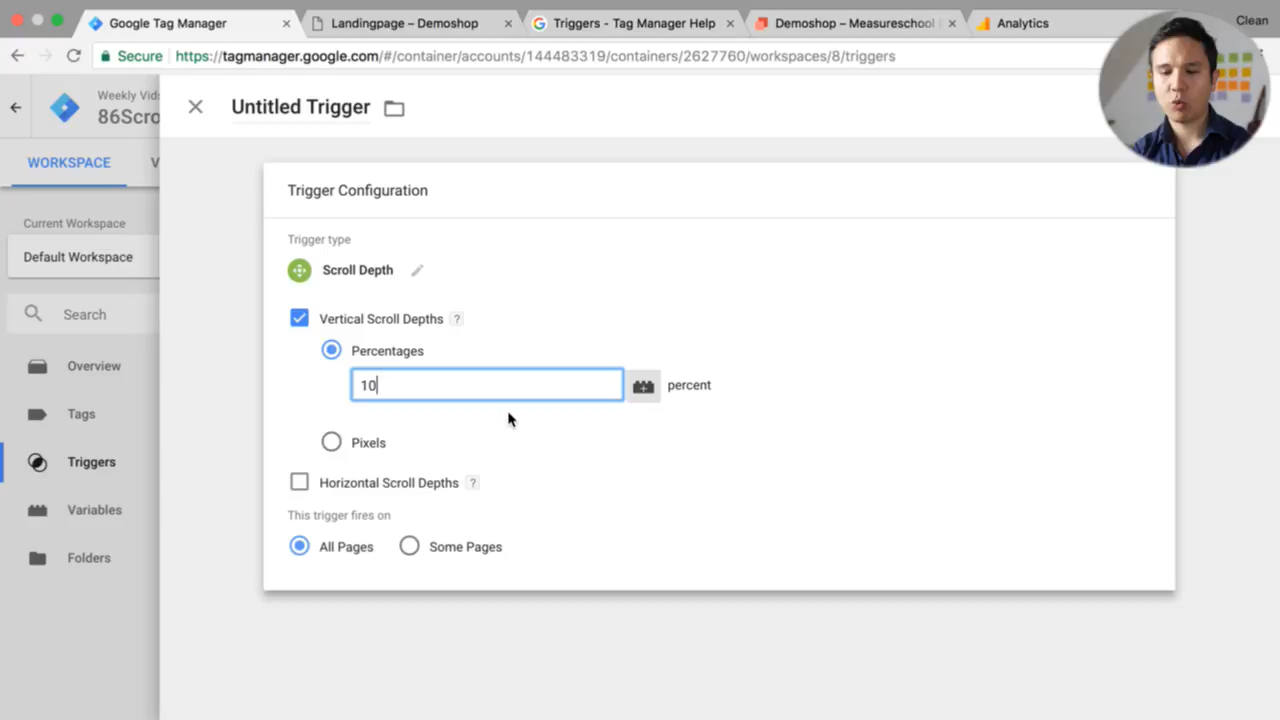 Google Tag Manager
Landingpage – Demoshop
Triggers - Tag Manager Help
Demoshop – Measureschool
Analytics
Clean
Secure
https://tagmanager.google.com/#/container/accounts/144483319/containers/2627760/workspaces/8/triggers
Weekly Vids
86Scro
Untitled Trigger
WORKSPACE
V
Current Workspace
Default Workspace
Search
Overview
Tags
Triggers
Variables
Folders
Trigger Configuration
Trigger type
Scroll Depth
Vertical Scroll Depths ?
Percentages
10
percent
Pixels
Horizontal Scroll Depths ?
This trigger fires on
All Pages
Some Pages